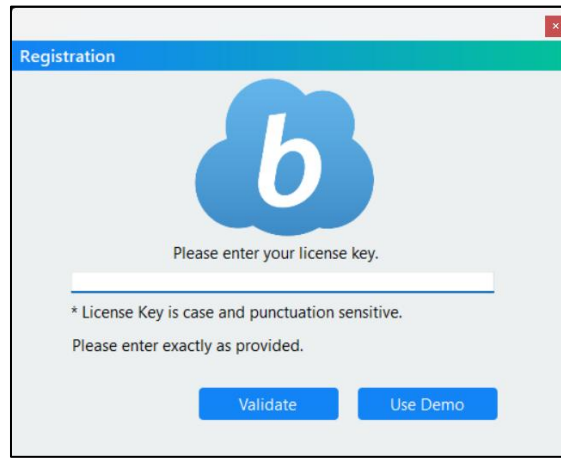 Registration
b
Please enter your license key.
* License Key is case and punctuation sensitive.
Please enter exactly as provided.
Validate Use Demo